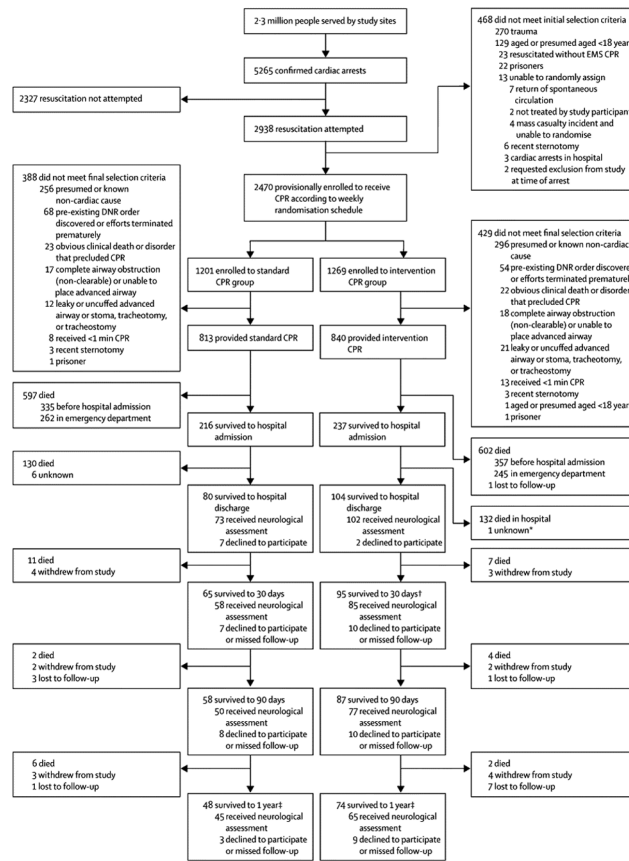 2·3 million people served by study sites
5265 confirmed cardiac arrests
2327 resuscitation not attempted
2938 resuscitation attempted
468 did not meet initial selection criteria
270 trauma
129 aged or presumed aged <18 year
23 resuscitated without EMS CPR
22 prisoners
13 unable to randomly assign
7 return of spontaneous
circulation
2 not treated by study participant
4 mass casualty incident and
unable to randomise
6 recent sternotomy
3 cardiac arrests in hospital
2 requested exclusion from study
at time of arrest
2470 provisionally enrolled to receive
CPR according to weekly
randomisation schedule
388 did not meet final selection criteria
256 presumed or known
non-cardiac cause
68 pre-existing DNR order
discovered or efforts terminated
prematurely
23 obvious clinical death or disorder
that precluded CPR
17 complete airway obstruction
(non-clearable) or unable to
place advanced airway
12 leaky or uncuffed advanced
airway or stoma, tracheotomy,
or tracheostomy
8 received <1 min CPR
3 recent sternotomy
1 prisoner
1201 enrolled to standard
CPR group
1269 enrolled to intervention
CPR group
429 did not meet final selection criteria
296 presumed or known non-cardiac
cause
54 pre-existing DNR order discovere
or efforts terminated prematurel
22 obvious clinical death or disorder
that precluded CPR
18 complete airway obstruction
(non-clearable) or unable to
place advanced airway
21 leaky or uncuffed advanced
airway or stoma, tracheotomy,
or tracheostomy
13 received <1 min CPR
3 recent sternotomy
1 aged or presumed aged <18 year
1 prisoner
813 provided standard CPR
840 provided intervention
CPR
597 died
335 before hospital admission
262 in emergency department
216 survived to hospital
admission
237 survived to hospital
admission
602 died
357 before hospital admission
245 in emergency department
1 lost to follow-up
130 died
6 unknown
80 survived to hospital
discharge
73 received neurological
assessment
7 declined to participate
104 survived to hospital
discharge
102 received neurological
assessment
2 declined to participate
132 died in hospital
1 unknown*
11 died
4 withdrew from study
7 died
3 withdrew from study
65 survived to 30 days
58 received neurological
assessment
7 declined to participate
or missed follow-up
95 survived to 30 days†
85 received neurological
assessment
10 declined to participate
or missed follow-up
2 died
2 withdrew from study
3 lost to follow-up
4 died
2 withdrew from study
1 lost to follow-up
58 survived to 90 days
50 received neurological
assessment
8 declined to participate
or missed follow-up
87 survived to 90 days
77 received neurological
assessment
10 declined to participate
or missed follow-up
6 died
3 withdrew from study
1 lost to follow-up
2 died
4 withdrew from study
7 lost to follow-up
48 survived to 1 year‡
45 received neurological
assessment
3 declined to participate
or missed follow-up
74 survived to 1 year‡
65 received neurological
assessment
9 declined to participate
or missed follow-up